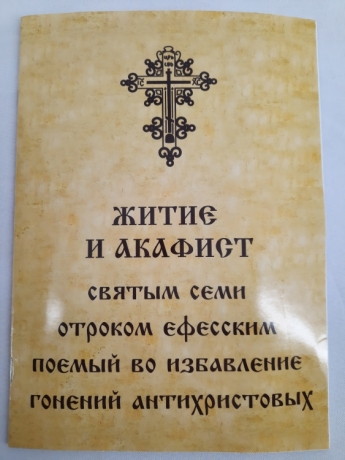 ЖИТИЕ
И АКАФИСТ
СВЯТЫМ СЕМИ
ОТРОКОМ ЕФЕССКИМ
ПОЕМЫЙ ВО ИЗБАВЛЕНИЕ
ГОНЕНИЙ АНТИХРИСТОВЫХ